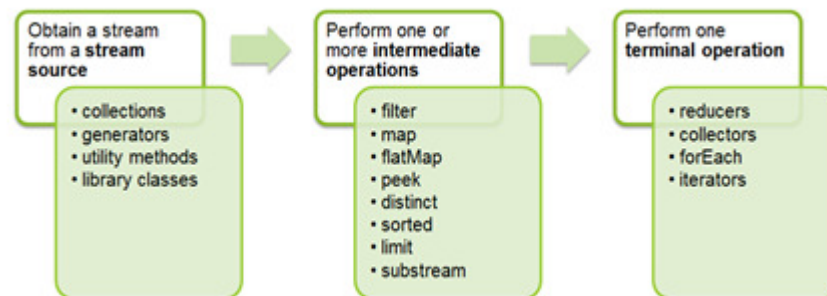 Obtain a stream
from a stream
source
• collections
• generators
• utility methods
• library classes
Perform one or
more intermediate
operations
• filter
• map
• flatMap
• peek
• distinct
• sorted
• limit
• substream
Perform one
terminal operation
• reducers
• collectors
• forEach
• iterators